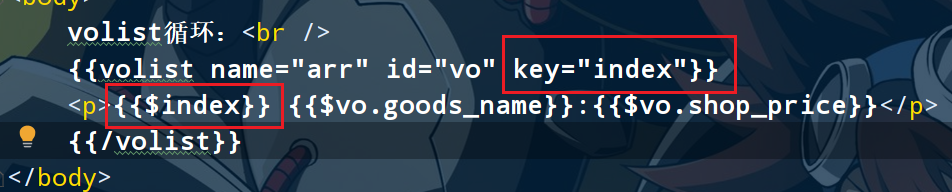 <body>
volist循环：<br />
{{volist name="arr" id="vo" key="index"}}
<p>{{$index}} {{$vo.goods_name}}:{{$vo.shop_price}}</p>
{{/volist}}
</body>